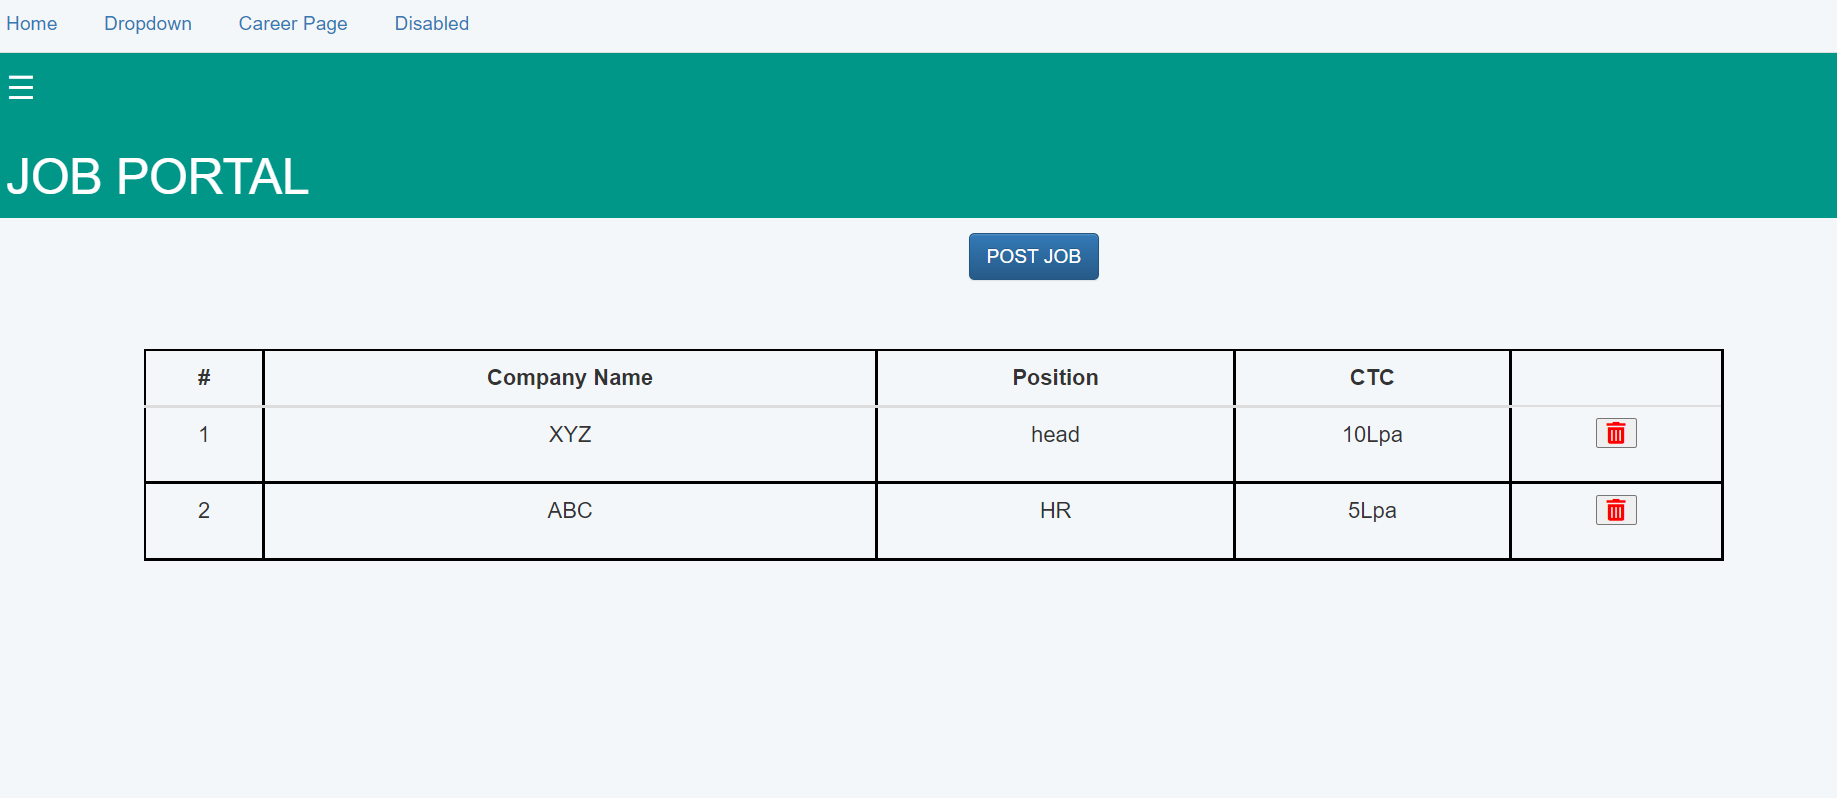 Home Dropdown Career Page Disabled
☰
JOB PORTAL
POST JOB
# Company Name Position CTC
1 XYZ head 10Lpa
2 ABC HR 5Lpa